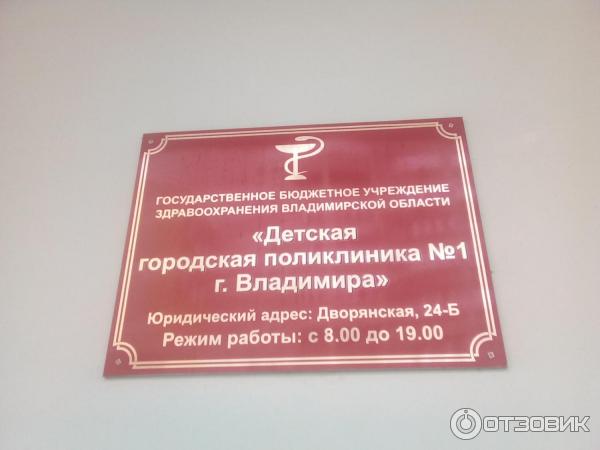 ГОСУДАРСТВЕННОЕ БЮДЖЕТНОЕ УЧРЕЖДЕНИЕ
ЗДРАВООХРАНЕНИЯ ВЛАДИМИРСКОЙ ОБЛАСТИ
«Детская
городская поликлиника №1
г. Владимира»
Юридический адрес: Дворянская, 24-Б
Режим работы: с 8.00 до 19.00
ОТЗОВИК